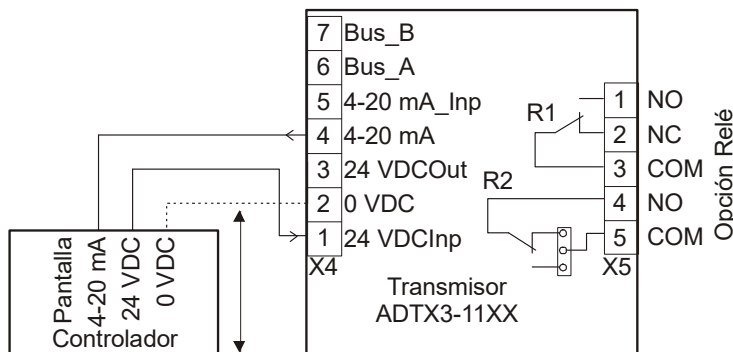 7 Bus_B
6 Bus_A
5 4-20 mA_Inp
4 4-20 mA
3 24 VDCOut
2 0 VDC
1 24 VDCInp
X4
R1
R2
1 NO
2 NC
3 COM
4 NO
5 COM
X5
Opción Relé
Transmisor
ADTX3-11XX
Pantalla
4-20 mA
24 VDC
0 VDC
Controlador